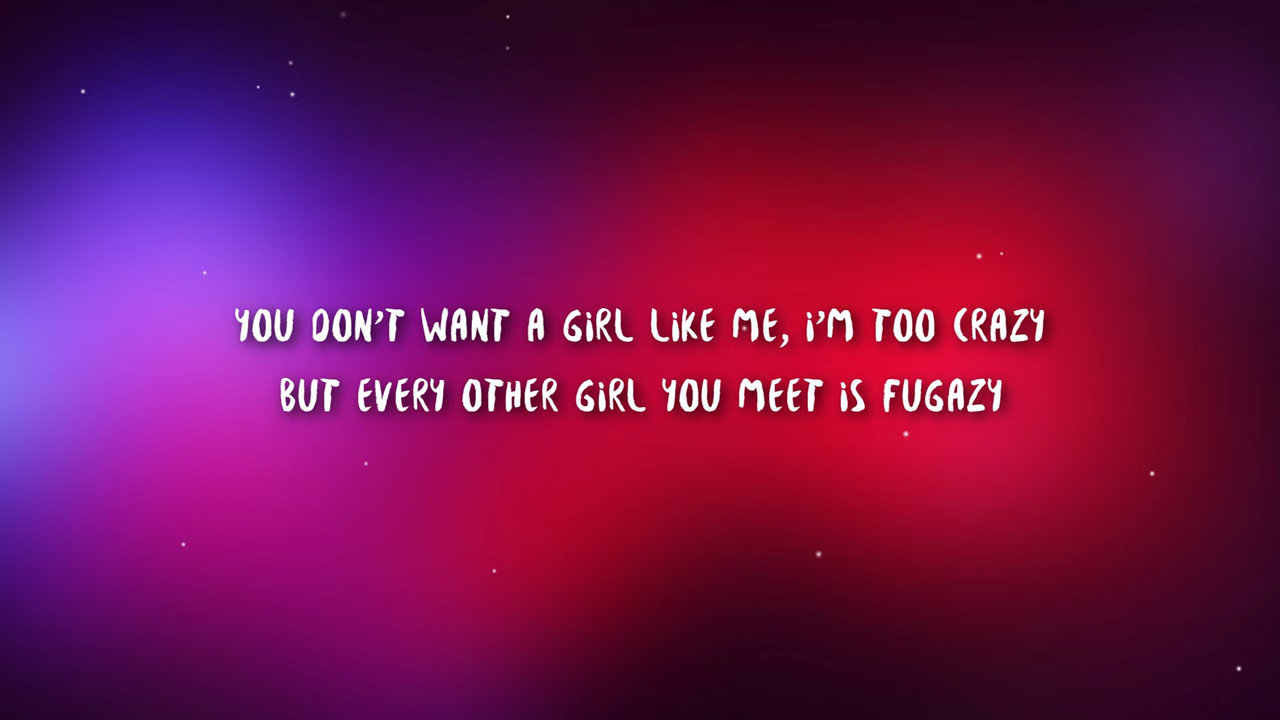 YOU DON'T WANT A GiRL LiKE ME, i'M TOO CRAZY
BUT EVERY OTHER GiRL YOU MEET iS FUGAZY